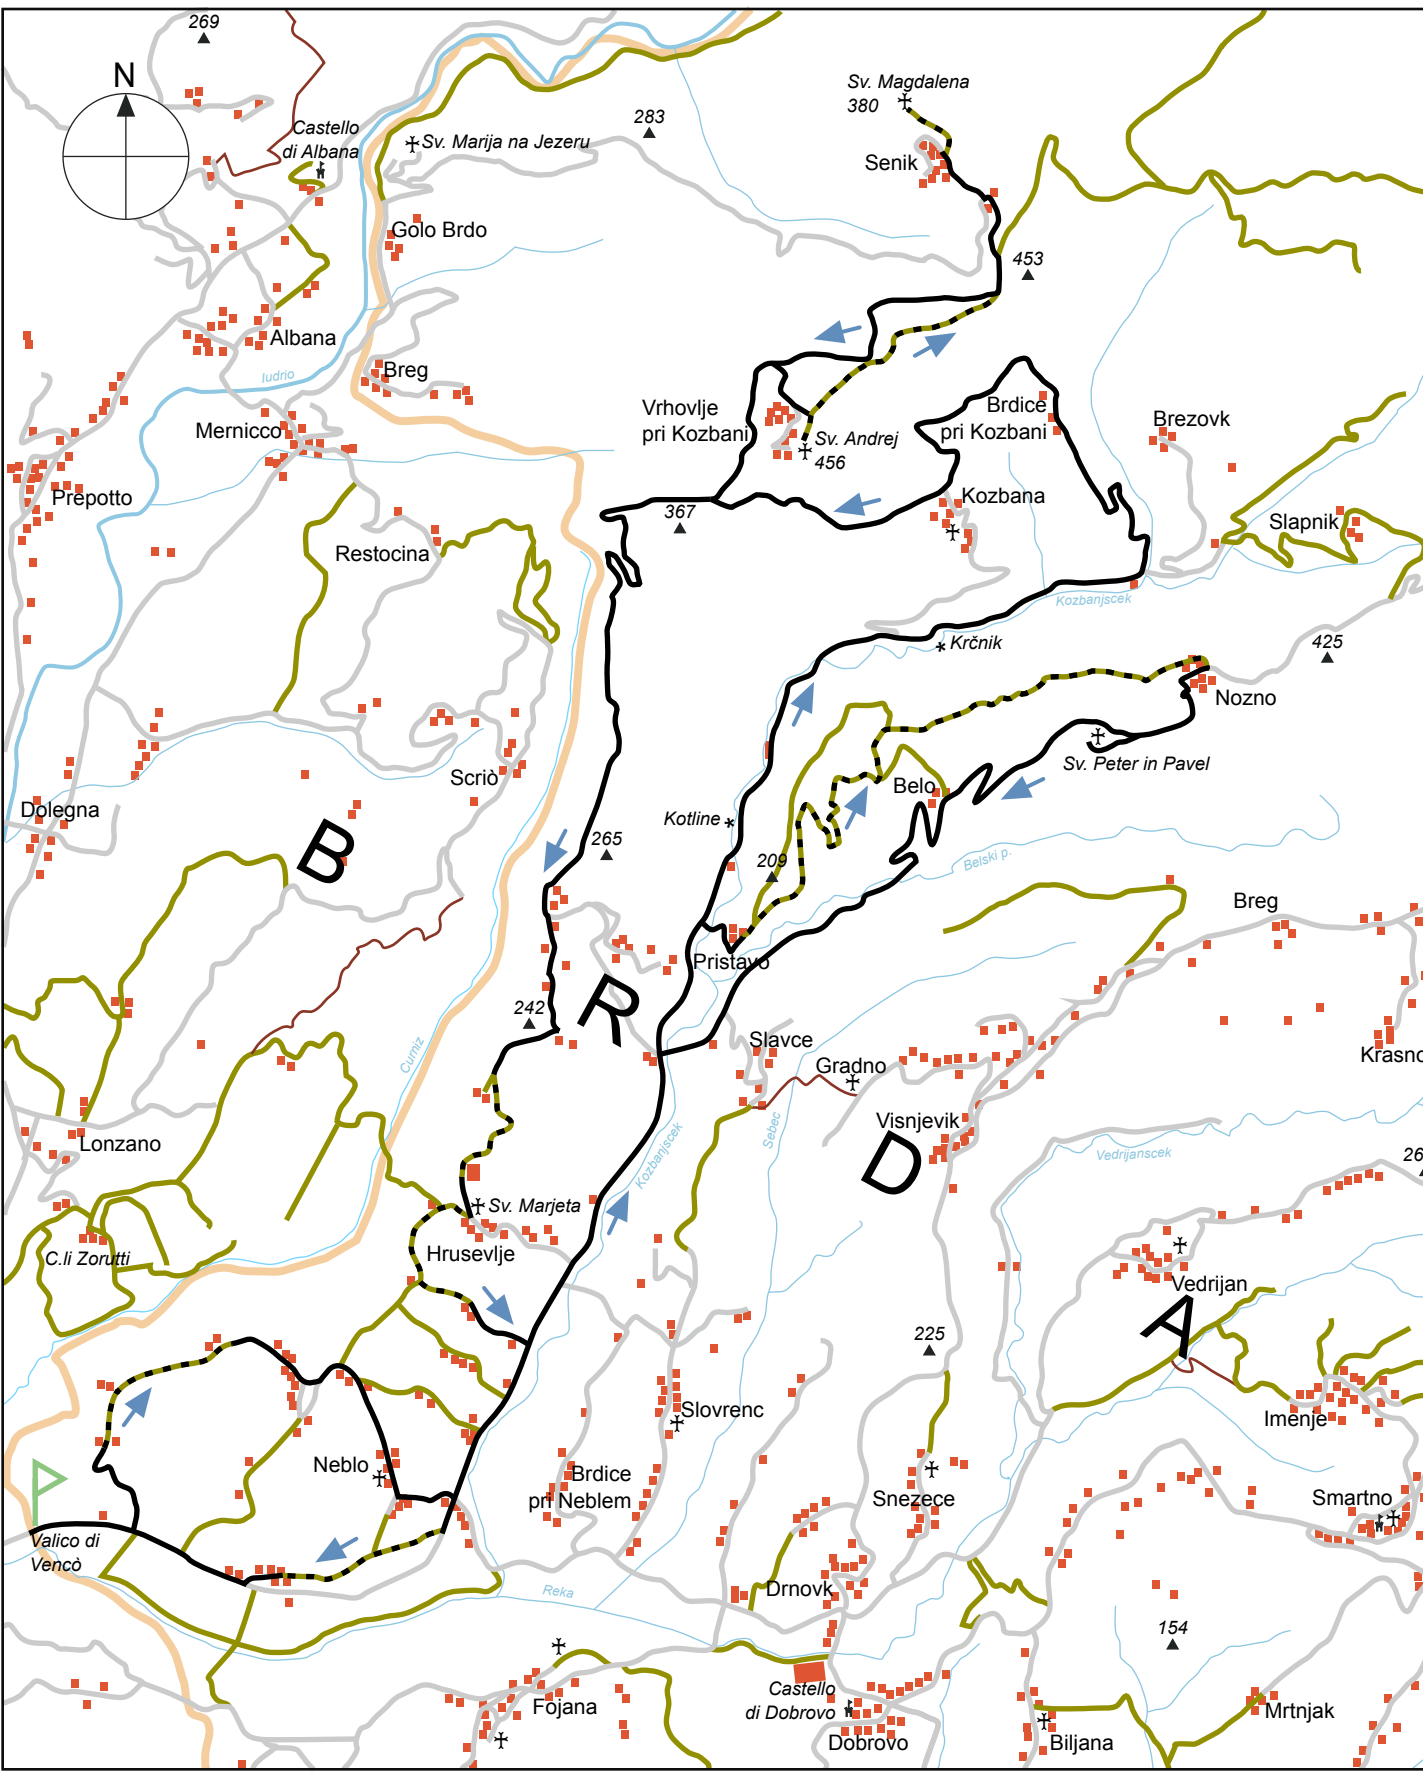 269
N
Castello
di Albana
Sv. Marija na Jezeru
283
Sv. Magdalena
380
Senik
Golo Brdo
453
Albana
Iudrio
Breg
Mernicco
Vrhovlje
pri Kozbani
Sv. Andrej
456
Brdice
pri Kozbani
Brezovk
Prepotto
Kozbana
367
Slapnik
Restocina
Kozbanjscek
Krčnik
425
Nozno
Sv. Peter in Pavel
Scriò
Belo
Dolegna
Kotline
265
B
209
Belski p.
Breg
Pristavo
R
242
Slavce
Gradno
Krasno
Curniz
Visnjevik
Sebec
Lonzano
Kozbanjscek
D
Vedrijanscek
26
Sv. Marjeta
C.li Zorutti
Hrusevlje
Vedrijan
A
225
Slovrenc
Imenje
Neblo
Brdice
pri Neblem
Snezece
Smartno
Valico di
Vencò
Reka
Drnovk
154
Castello
di Dobrovo
Fojana
Mrtnjak
Dobrovo
Biljana